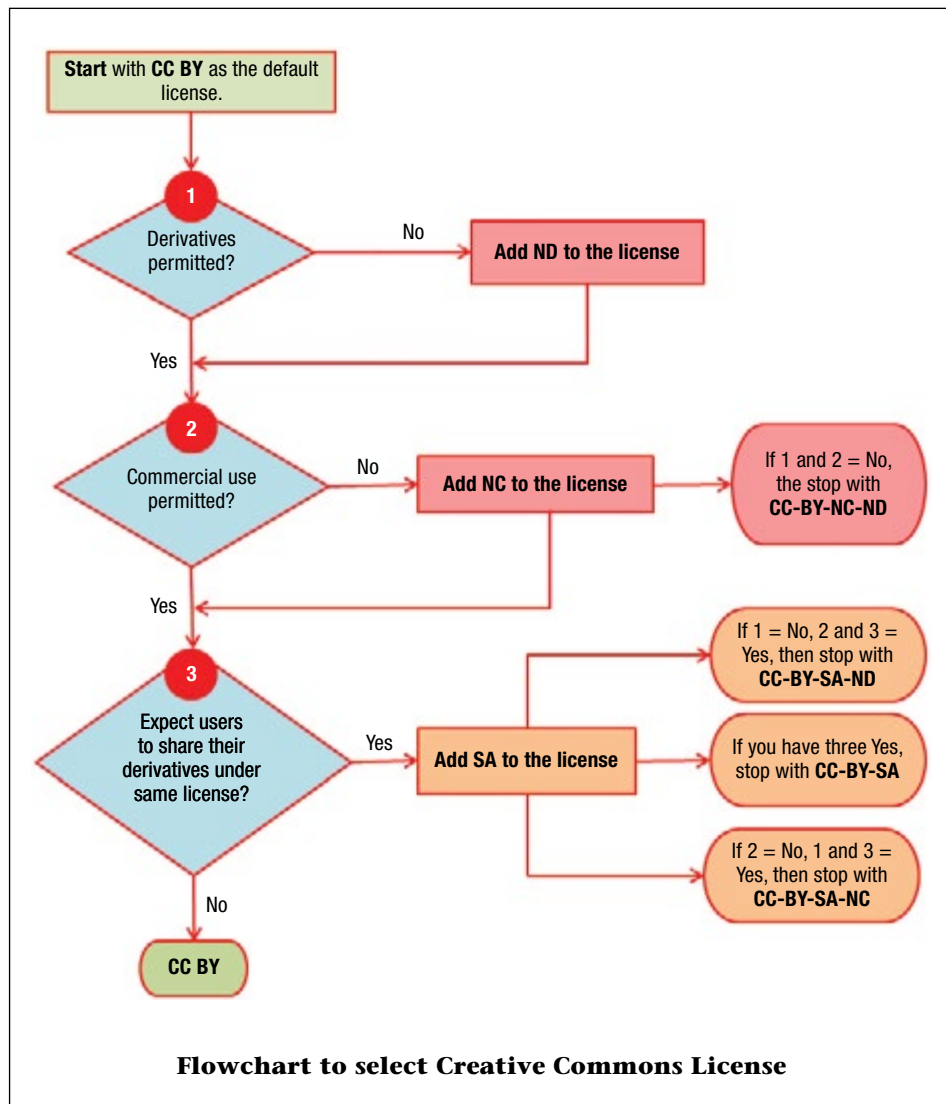 Start with CC BY as the default
license.
1
Derivatives
permitted?
No
Add ND to the license
Yes
2
Commercial use
permitted?
No
Add NC to the license
If 1 and 2 = No,
the stop with
CC-BY-NC-ND
Yes
3
Expect users
to share their
derivatives under
same license?
Yes
Add SA to the license
If 1 = No, 2 and 3 =
Yes, then stop with
CC-BY-SA-ND
If you have three Yes,
stop with CC-BY-SA
If 2 = No, 1 and 3 =
Yes, then stop with
CC-BY-SA-NC
No
CC BY
Flowchart to select Creative Commons License